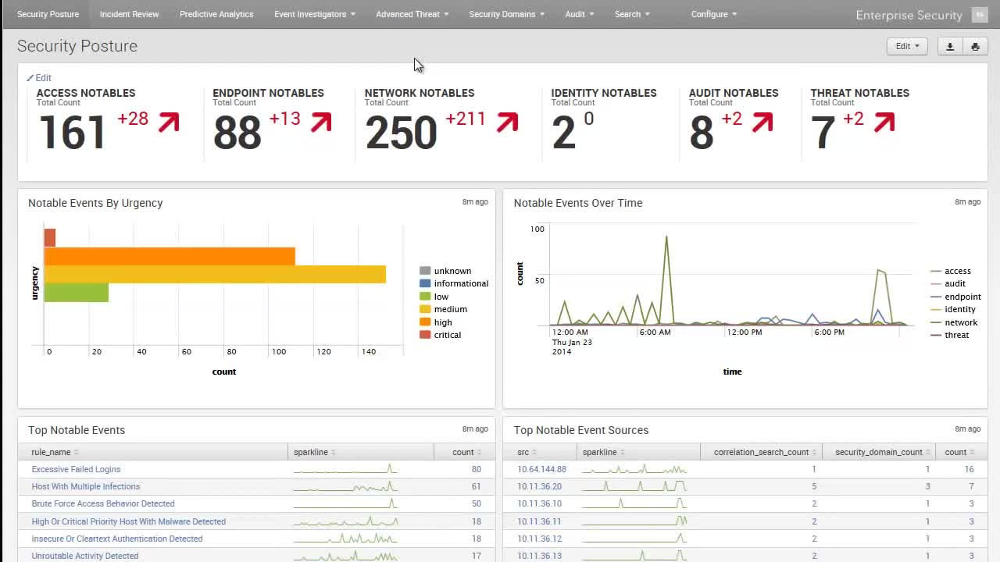 Security Posture Incident Review Predictive Analytics Event Investigators Advanced Threat Security Domains Audit Search Configure Enterprise Security ES
Security Posture Edit
Edit
ACCESS NOTABLES ENDPOINT NOTABLES NETWORK NOTABLES IDENTITY NOTABLES AUDIT NOTABLES THREAT NOTABLES
Total Count Total Count Total Count Total Count Total Count Total Count
161 +28 88 +13 250 +211 2 0 8 +2 7 +2
Notable Events By Urgency 8m ago
urgency
0 20 40 60 80 100 120 140
count
unknown
informational
low
medium
high
critical
Notable Events Over Time 8m ago
100
50
count
12:00 AM 6:00 AM 12:00 PM 6:00 PM
Thu Jan 23
2014
time
access
audit
endpoint
identity
network
threat
Top Notable Events 8m ago
rule_name sparkline count
Excessive Failed Logins 80
Host With Multiple Infections 61
Brute Force Access Behavior Detected 50
High Or Critical Priority Host With Malware Detected 18
Insecure Or Cleartext Authentication Detected 18
Unroutable Activity Detected 17
Top Notable Event Sources 8m ago
src sparkline correlation_search_count security_domain_count count
10.64.144.88 1 1 16
10.11.36.20 5 3 7
10.11.36.10 2 1 3
10.11.36.11 2 1 3
10.11.36.12 2 1 3
10.11.36.13 2 1 3